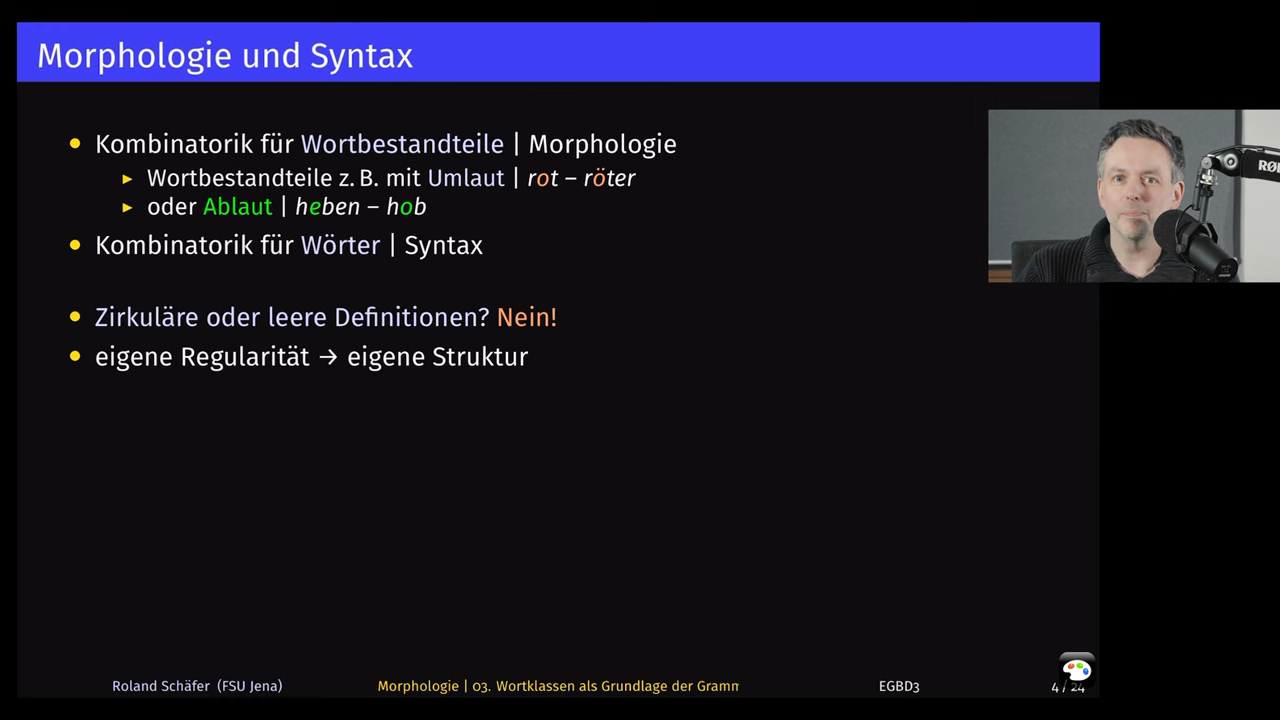 Morphologie und Syntax
Kombinatorik für Wortbestandteile | Morphologie
Wortbestandteile z. B. mit Umlaut | rot – röter
oder Ablaut | heben – hob
Kombinatorik für Wörter | Syntax
Zirkuläre oder leere Definitionen? Nein!
eigene Regularität → eigene Struktur
RØ
Roland Schäfer (FSU Jena)
Morphologie | 03. Wortklassen als Grundlage der Gramm
EGBD3
4 / 24